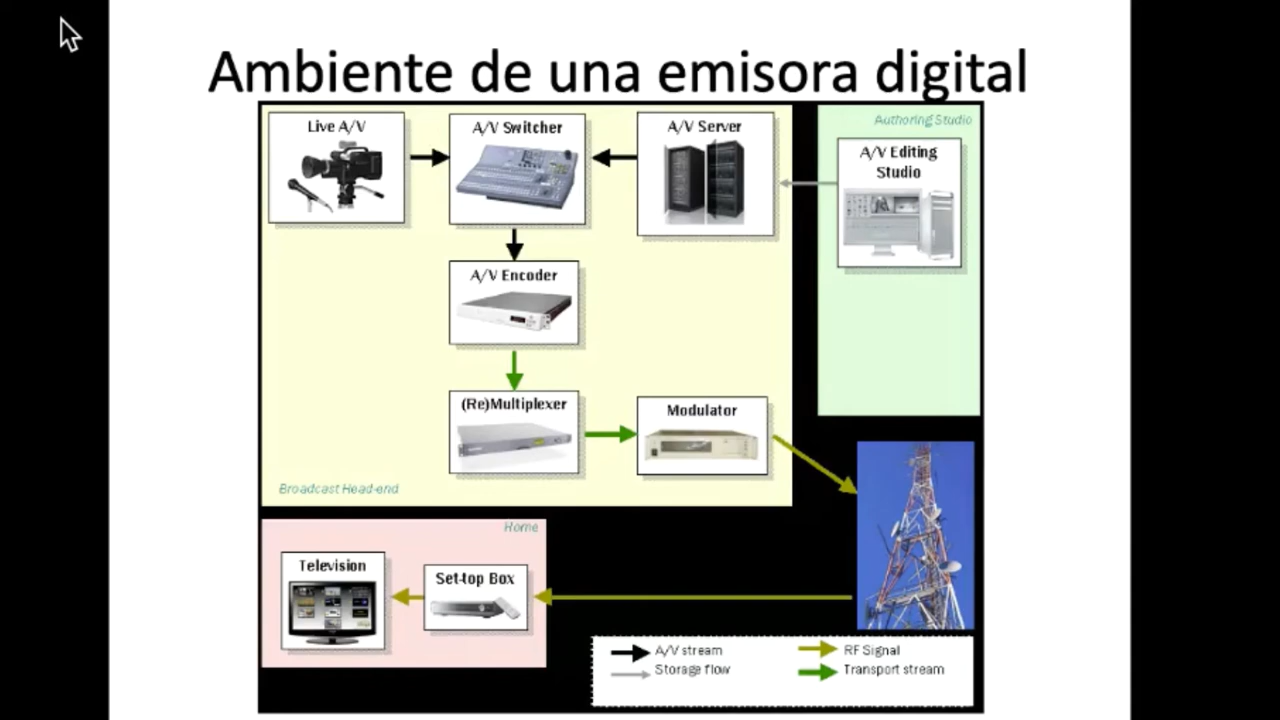 Ambiente de una emisora digital
Live A/V
A/V Switcher
A/V Server
Authoring Studio
A/V Editing
Studio
A/V Encoder
(Re)Multiplexer
Modulator
Broadcast Head-end
Home
Television
Set-top Box
A/V stream
RF Signal
Storage flow
Transport stream